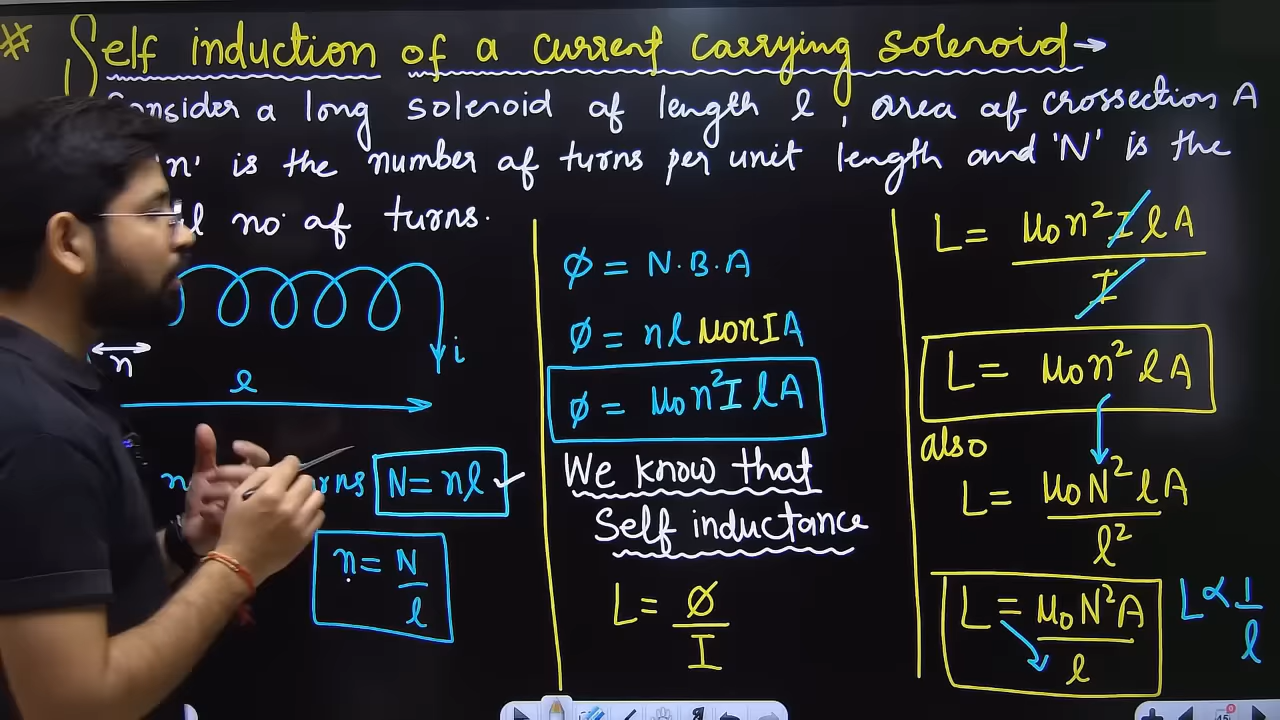 # Self induction of a current carrying solenoid →
Consider a long solenoid of length l, area of crossection A
'n' is the number of turns per unit length and 'N' is the
no. of turns.
i
n
l
N = nl
n = N/l
φ = N.B.A
φ = nl μ₀nIA
φ = μ₀n²IlA
We know that
Self inductance
L = φ/I
L = μ₀n²IlA/I
L = μ₀n²lA
also
L = μ₀N²lA/l²
L = μ₀N²A/l
L ∝ 1/l